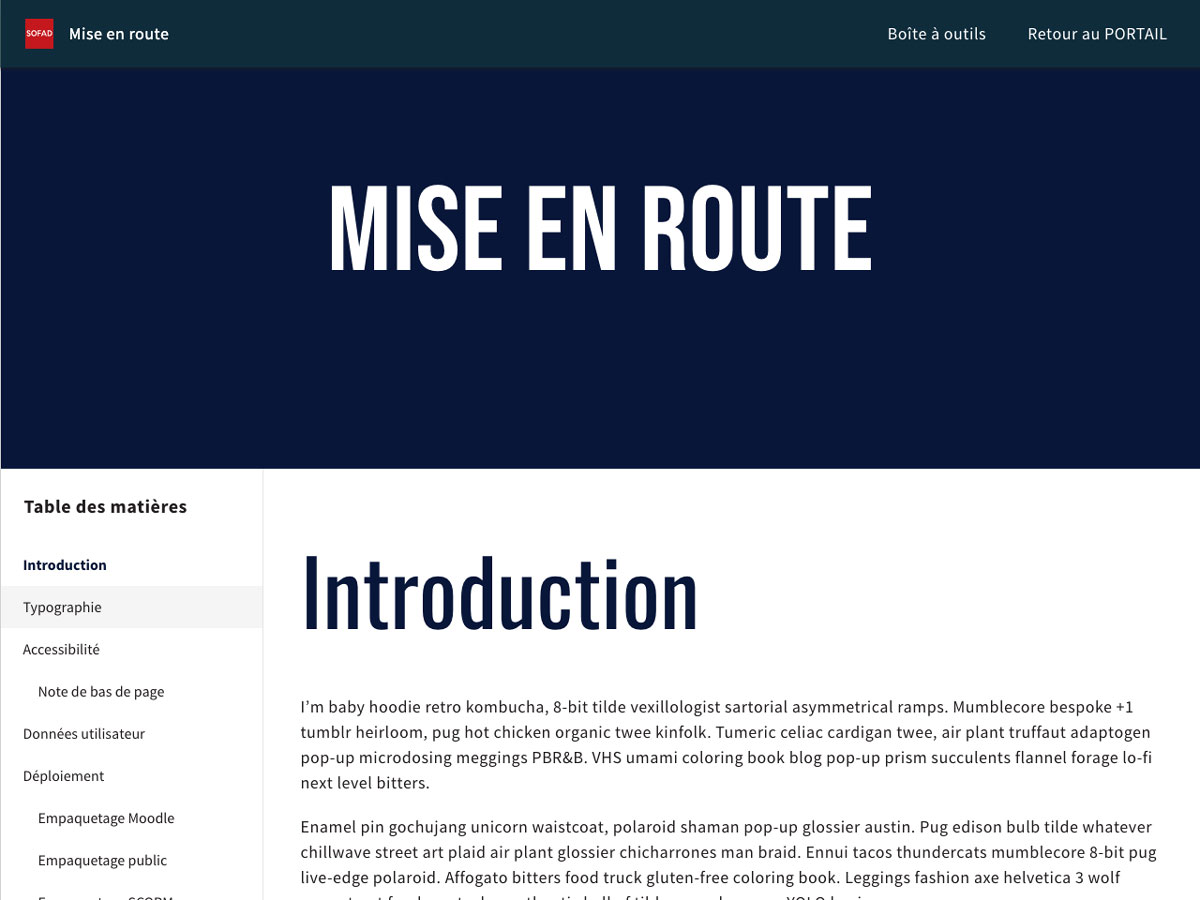 SOFAD Mise en route Boîte à outils Retour au PORTAIL
MISE EN ROUTE
Table des matières
Introduction
Typographie
Accessibilité
Note de bas de page
Données utilisateur
Déploiement
Empaquetage Moodle
Empaquetage public
Introduction
I’m baby hoodie retro kombucha, 8-bit tilde vexillologist sartorial asymmetrical ramps. Mumblecore bespoke +1
tumblr heirloom, pug hot chicken organic twee kinfolk. Tumeric celiac cardigan twee, air plant truffaut adaptogen
pop-up microdosing meggings PBR&B. VHS umami coloring book blog pop-up prism succulents flannel forage lo-fi
next level bitters.
Enamel pin gochujang unicorn waistcoat, polaroid shaman pop-up glossier austin. Pug edison bulb tilde whatever
chillwave street art plaid air plant glossier chicharrones man braid. Ennui tacos thundercats mumblecore 8-bit pug
live-edge polaroid. Affogato bitters food truck gluten-free coloring book. Leggings fashion axe helvetica 3 wolf